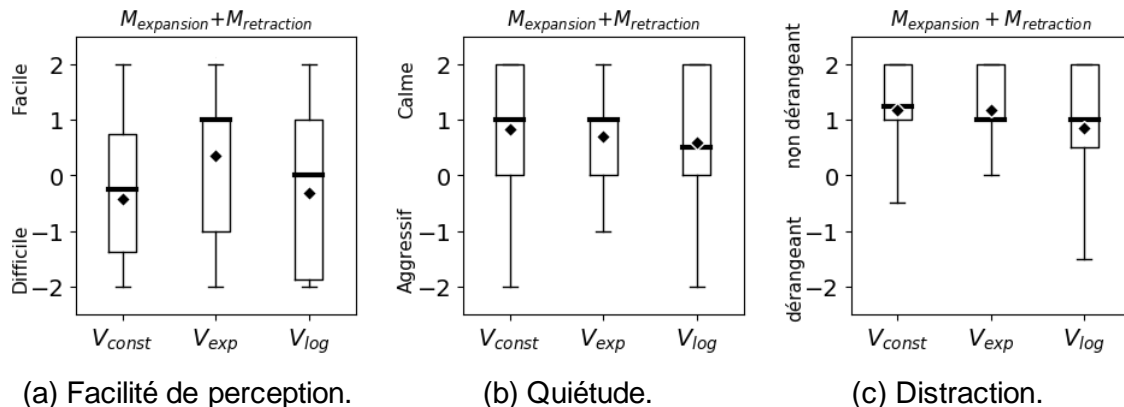 M_expansion+M_retraction
Facile
Difficile
2
1
0
−1
−2
V_const V_exp V_log
(a) Facilité de perception.
M_expansion+M_retraction
Calme
Aggressif
2
1
0
−1
−2
V_const V_exp V_log
(b) Quiétude.
M_expansion + M_retraction
non dérangeant
dérangeant
2
1
0
−1
−2
V_const V_exp V_log
(c) Distraction.